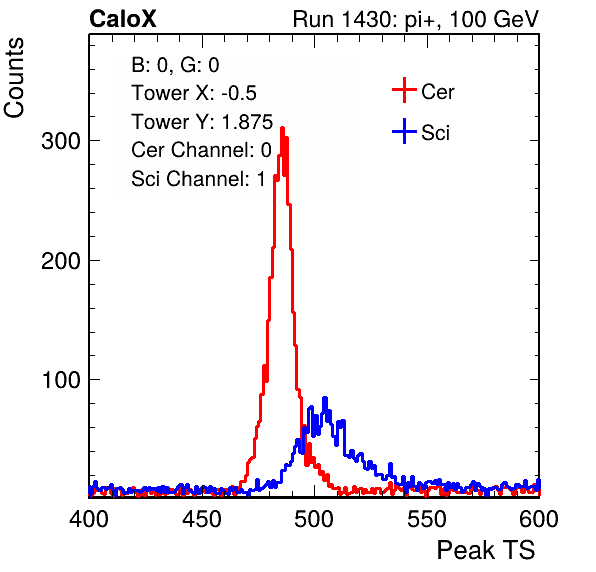 CaloX Run 1430: pi+, 100 GeV
Counts
B: 0, G: 0
Tower X: -0.5
Tower Y: 1.875
Cer Channel: 0
Sci Channel: 1
Cer
Sci
300
200
100
400 450 500 550 600
Peak TS